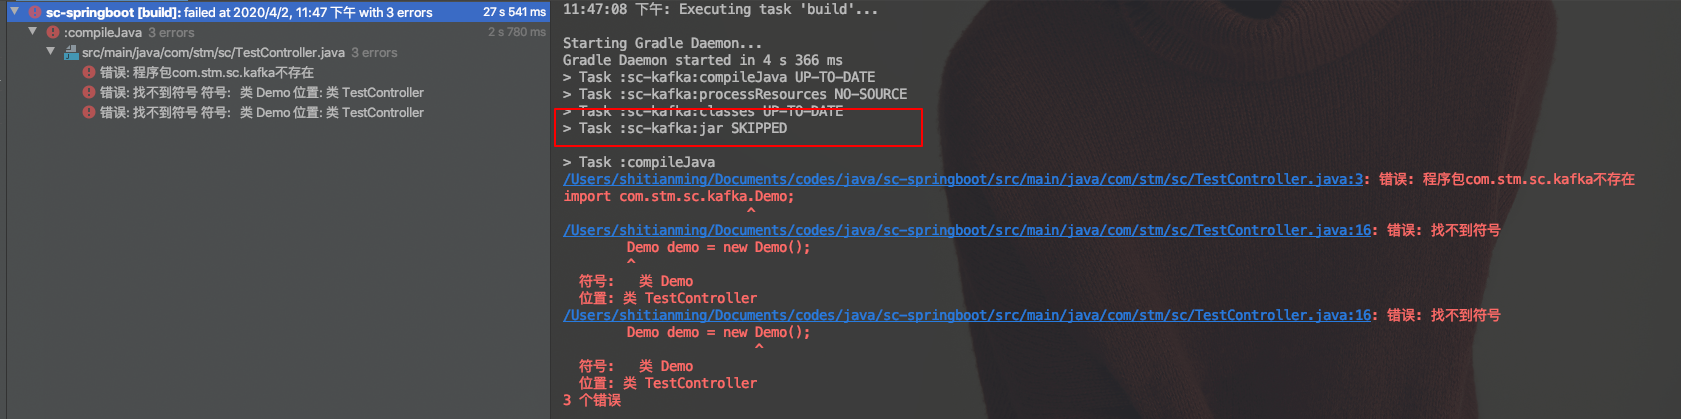 sc-springboot [build]: failed at 2020/4/2, 11:47 下午 with 3 errors 27 s 541 ms
:compileJava 3 errors 2 s 780 ms
src/main/java/com/stm/sc/TestController.java 3 errors
错误: 程序包com.stm.sc.kafka不存在
错误: 找不到符号 符号: 类 Demo 位置: 类 TestController
错误: 找不到符号 符号: 类 Demo 位置: 类 TestController
11:47:08 下午: Executing task 'build'...
Starting Gradle Daemon...
Gradle Daemon started in 4 s 366 ms
> Task :sc-kafka:compileJava UP-TO-DATE
> Task :sc-kafka:processResources NO-SOURCE
> Task :sc-kafka:classes UP-TO-DATE
> Task :sc-kafka:jar SKIPPED
> Task :compileJava
/Users/shitianming/Documents/codes/java/sc-springboot/src/main/java/com/stm/sc/TestController.java:3: 错误: 程序包com.stm.sc.kafka不存在
import com.stm.sc.kafka.Demo;
^
/Users/shitianming/Documents/codes/java/sc-springboot/src/main/java/com/stm/sc/TestController.java:16: 错误: 找不到符号
Demo demo = new Demo();
^
符号: 类 Demo
位置: 类 TestController
/Users/shitianming/Documents/codes/java/sc-springboot/src/main/java/com/stm/sc/TestController.java:16: 错误: 找不到符号
Demo demo = new Demo();
^
符号: 类 Demo
位置: 类 TestController
3 个错误